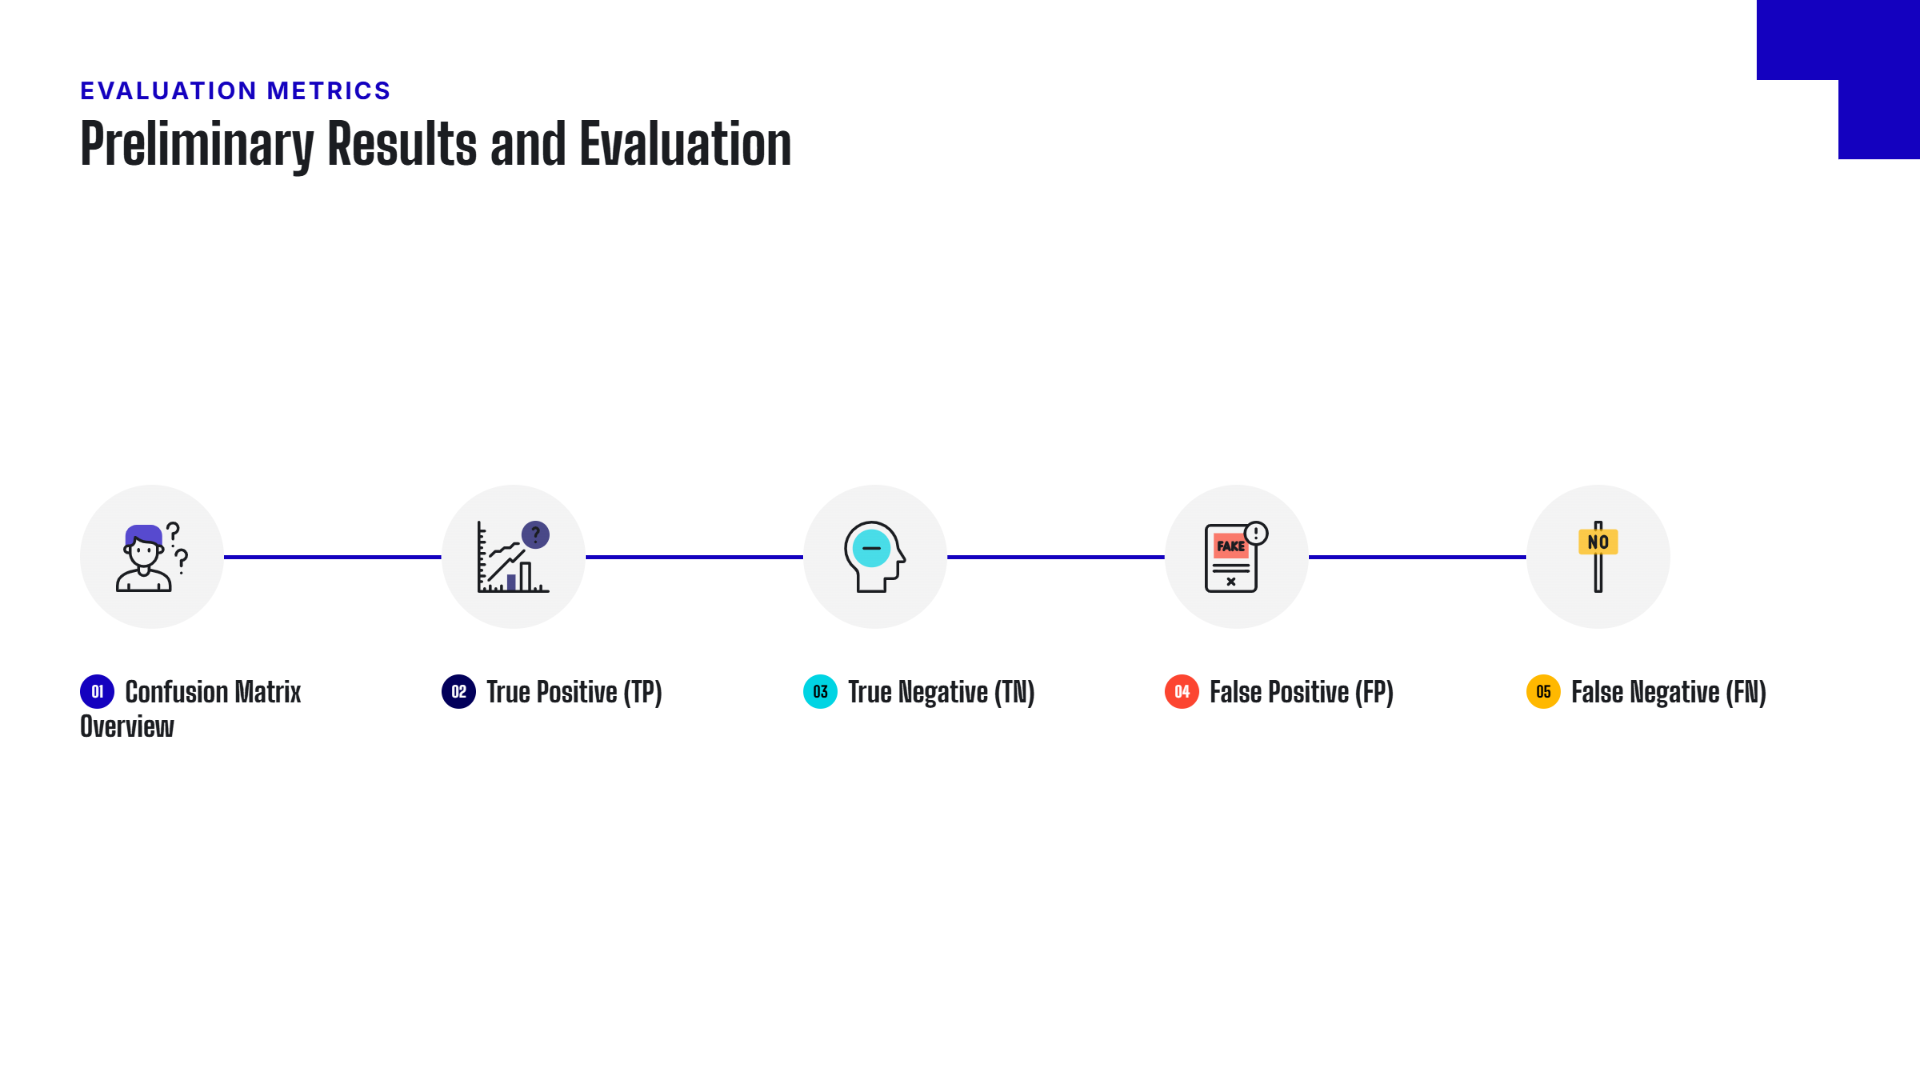 EVALUATION METRICS
Preliminary Results and Evaluation
?
?
?
FAKE
!
NO
01 Confusion Matrix
Overview
02 True Positive (TP)
03 True Negative (TN)
04 False Positive (FP)
05 False Negative (FN)